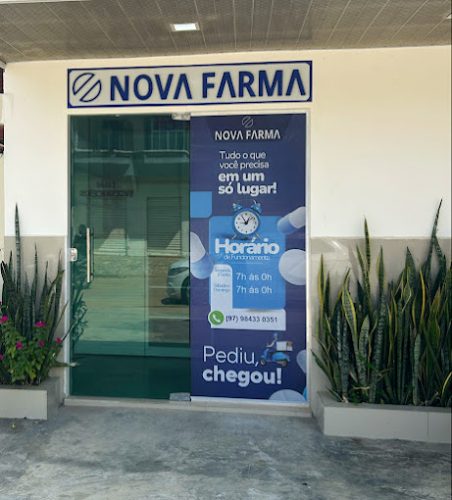 NOVA FARMA
NOVA FARMA
Tudo o que
você precisa
em um
só lugar!
Horário
de Funcionamento
7h às 0h
7h às 0h
(97) 98433 8351
Pediu,
chegou!